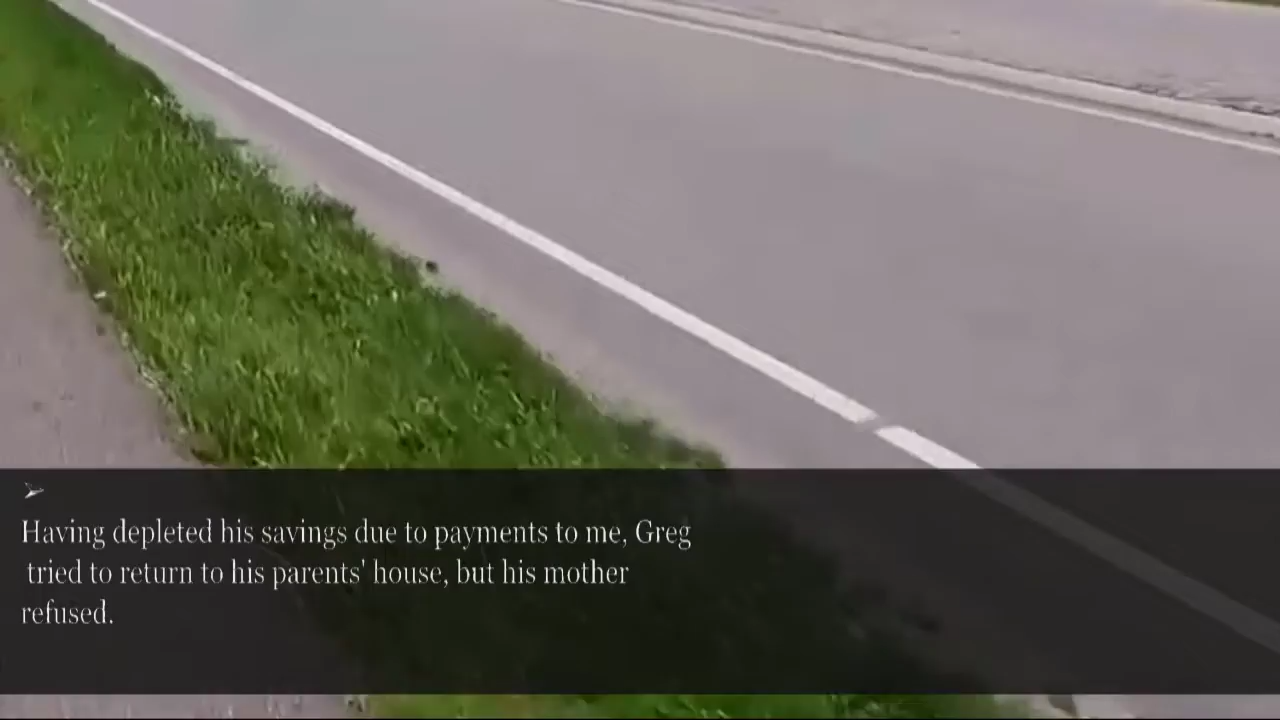 ➢
Having depleted his savings due to payments to me, Greg
tried to return to his parents' house, but his mother
refused.